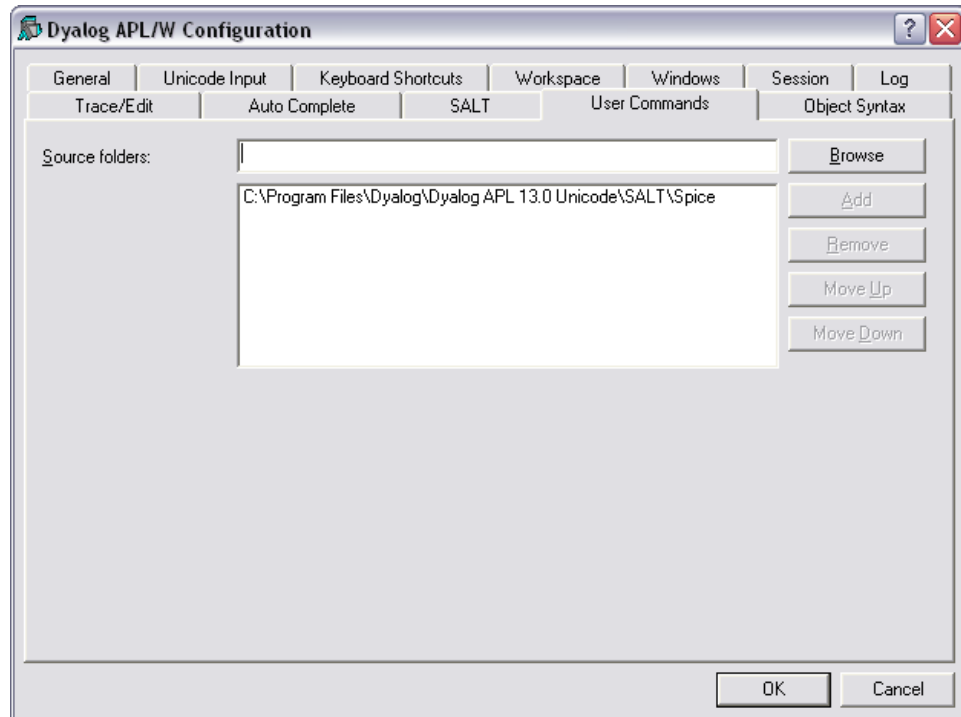 Dyalog APL/W Configuration
General Unicode Input Keyboard Shortcuts Workspace Windows Session Log
Trace/Edit Auto Complete SALT User Commands Object Syntax
Source folders: Browse
C:\Program Files\Dyalog\Dyalog APL 13.0 Unicode\SALT\Spice Add
Remove
Move Up
Move Down
OK Cancel